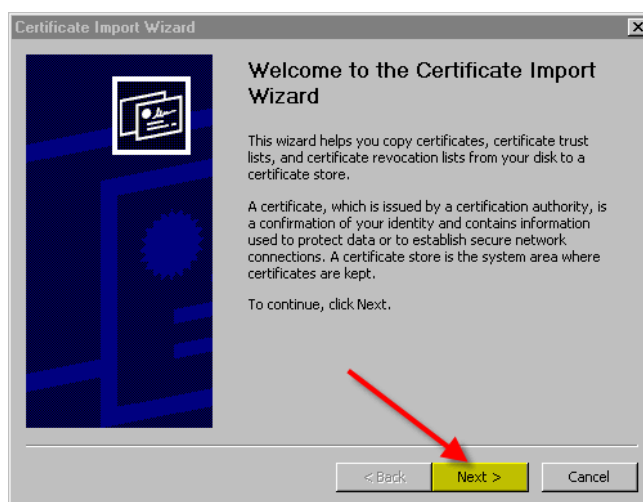 Certificate Import Wizard
Welcome to the Certificate Import
Wizard
This wizard helps you copy certificates, certificate trust
lists, and certificate revocation lists from your disk to a
certificate store.
A certificate, which is issued by a certification authority, is
a confirmation of your identity and contains information
used to protect data or to establish secure network
connections. A certificate store is the system area where
certificates are kept.
To continue, click Next.
< Back Next > Cancel